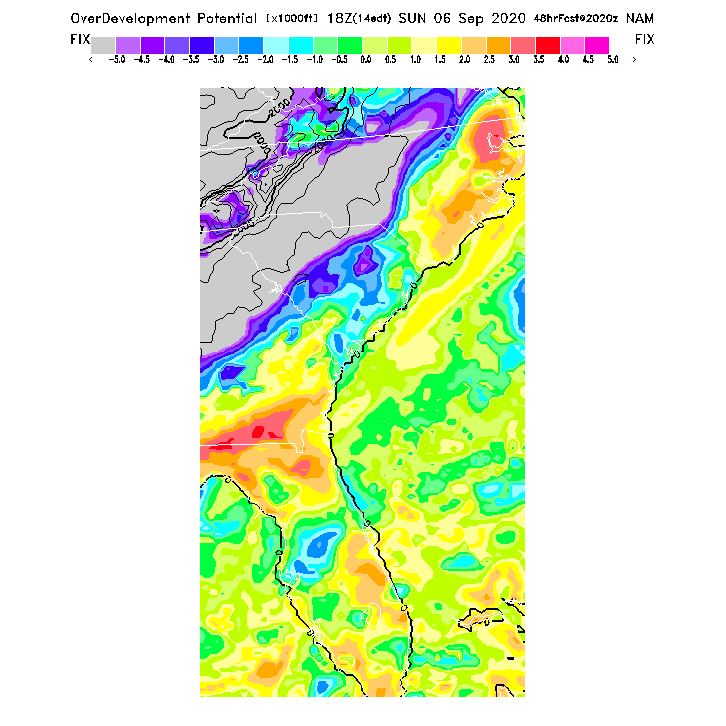 OverDevelopment Potential [x1000ft] 18Z(14edt) SUN 06 Sep 2020 48hrFcst@2020z NAM
FIX FIX
< -5.0 -4.5 -4.0 -3.5 -3.0 -2.5 -2.0 -1.5 -1.0 -0.5 0.0 0.5 1.0 1.5 2.0 2.5 3.0 3.5 4.0 4.5 5.0 >
2000
2000